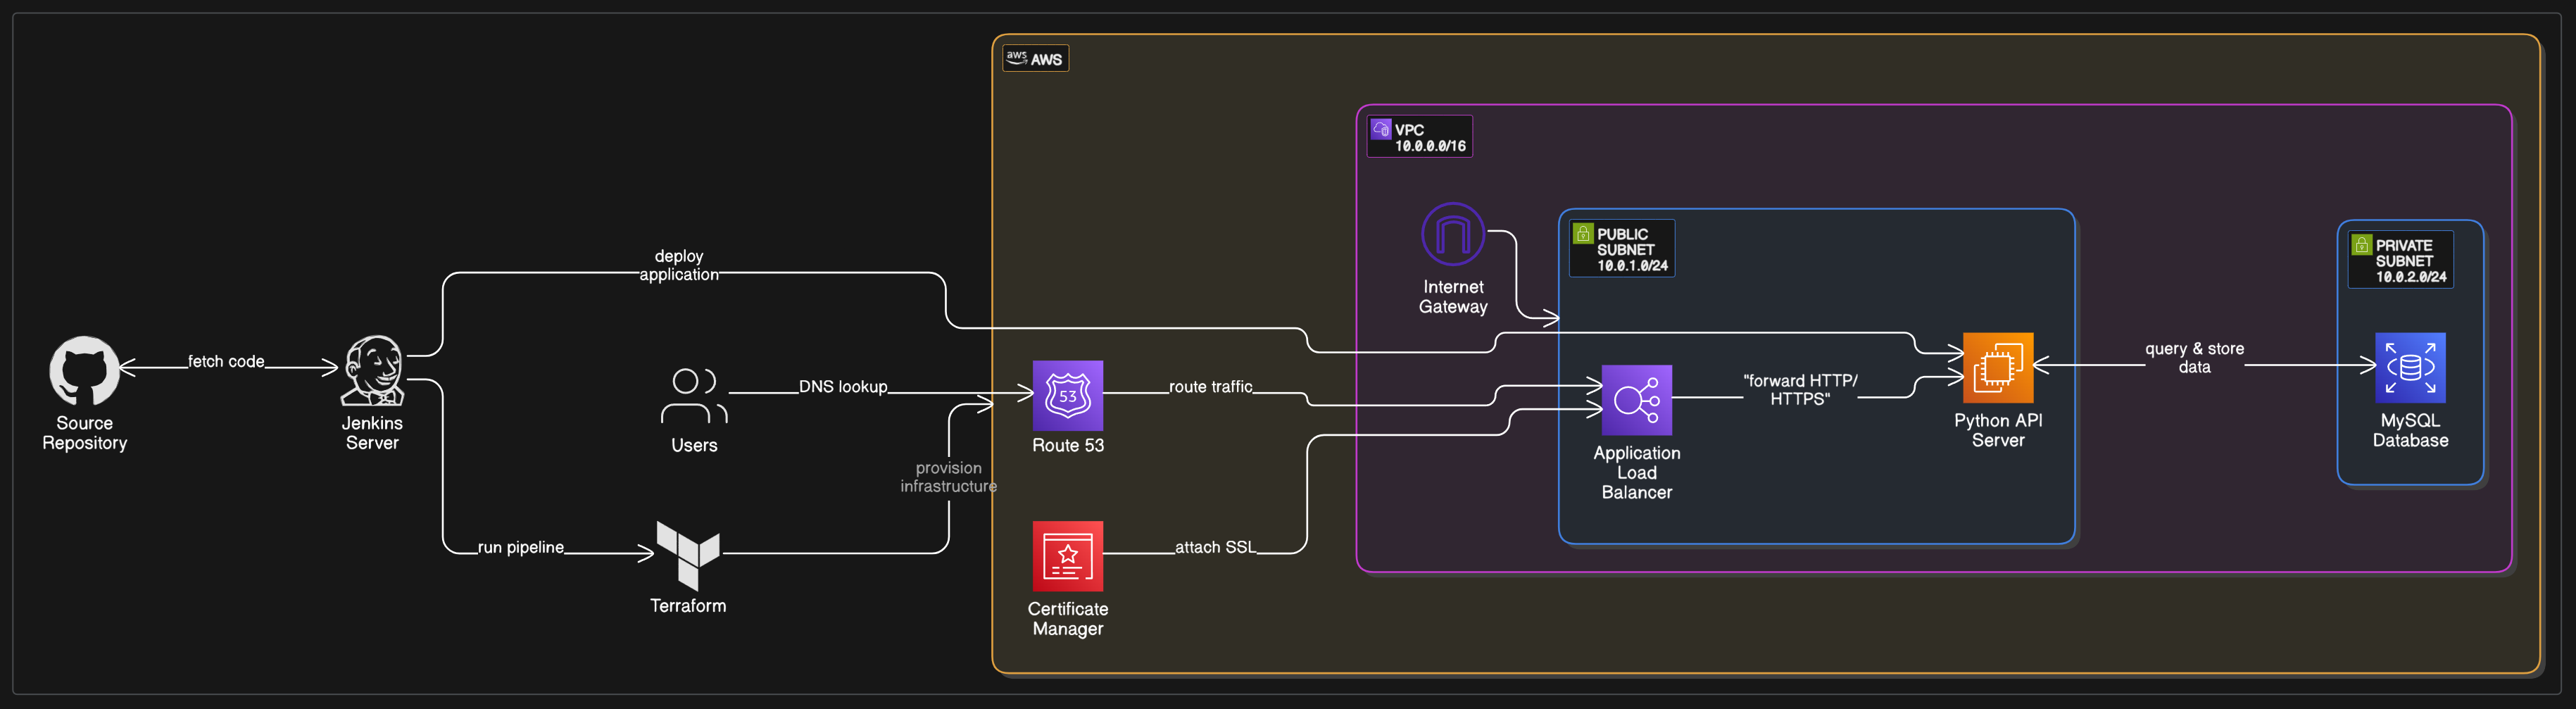 aws AWS
VPC
10.0.0.0/16
PUBLIC
SUBNET
10.0.1.0/24
PRIVATE
SUBNET
10.0.2.0/24
Internet
Gateway
deploy
application
fetch code
Source
Repository
Jenkins
Server
Users
DNS lookup
53
Route 53
route traffic
"forward HTTP/
HTTPS"
Application
Load
Balancer
Python API
Server
query & store
data
MySQL
Database
provision
infrastructure
run pipeline
Terraform
attach SSL
Certificate
Manager